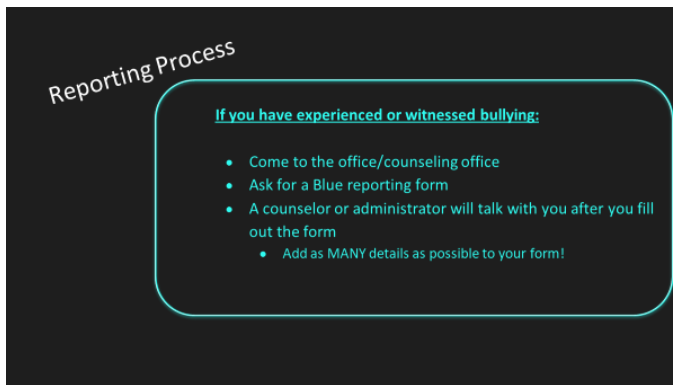 Reporting Process
If you have experienced or witnessed bullying:
• Come to the office/counseling office
• Ask for a Blue reporting form
• A counselor or administrator will talk with you after you fill
out the form
• Add as MANY details as possible to your form!